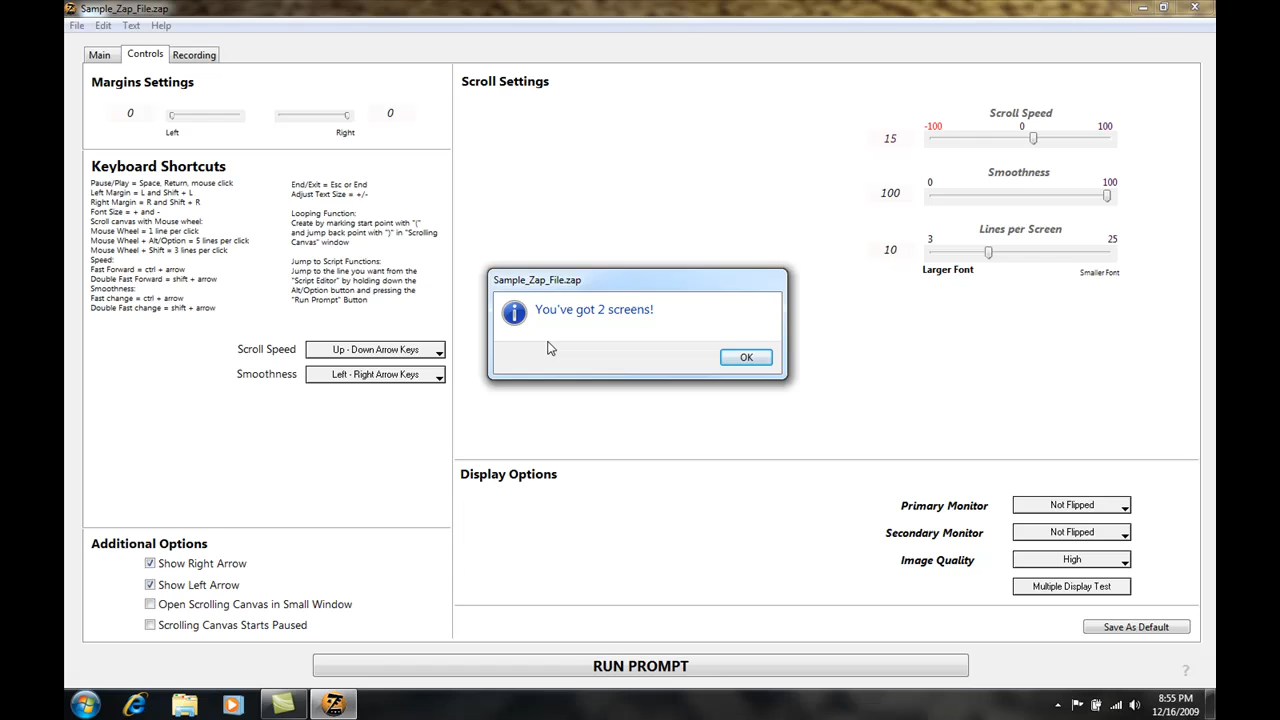 Sample_Zap_File.zap
File Edit Text Help
Main Controls Recording
Margins Settings
0 0
Left Right
Keyboard Shortcuts
Pause/Play = Space, Return, mouse click
Left Margin = L and Shift + L
Right Margin = R and Shift + R
Font Size = + and -
Scroll canvas with Mouse wheel:
Mouse Wheel = 1 line per click
Mouse Wheel + Alt/Option = 5 lines per click
Mouse Wheel + Shift = 3 lines per click
Speed:
Fast Forward = ctrl + arrow
Double Fast Forward = shift + arrow
Smoothness:
Fast change = ctrl + arrow
Double Fast change = shift + arrow
End/Exit = Esc or End
Adjust Text Size = +/-
Looping Function:
Create by marking start point with "("
and jump back point with ")" in "Scrolling
Canvas" window
Jump to Script Functions:
Jump to the line you want from the
"Script Editor" by holding down the
Alt/Option button and pressing the
"Run Prompt" Button
Scroll Speed Up - Down Arrow Keys
Smoothness Left - Right Arrow Keys
Additional Options
Show Right Arrow
Show Left Arrow
Open Scrolling Canvas in Small Window
Scrolling Canvas Starts Paused
Scroll Settings
Scroll Speed
-100 0 100
15
Smoothness
0 100
100
Lines per Screen
3 25
10
Larger Font Smaller Font
Sample_Zap_File.zap
You've got 2 screens!
OK
Display Options
Primary Monitor Not Flipped
Secondary Monitor Not Flipped
Image Quality High
Multiple Display Test
Save As Default
RUN PROMPT
?
8:55 PM
12/16/2009